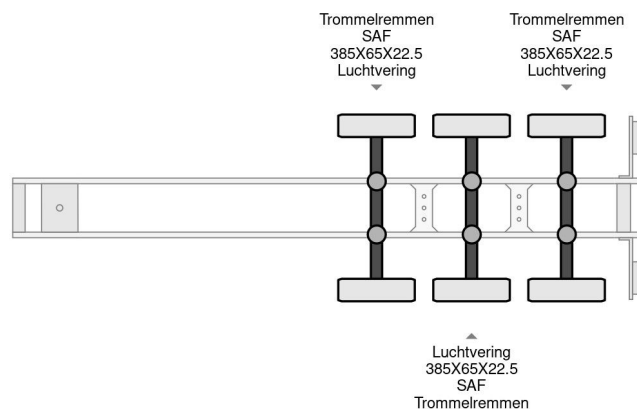 Trommelremmen
SAF
385X65X22.5
Luchtvering
Trommelremmen
SAF
385X65X22.5
Luchtvering
Luchtvering
385X65X22.5
SAF
Trommelremmen